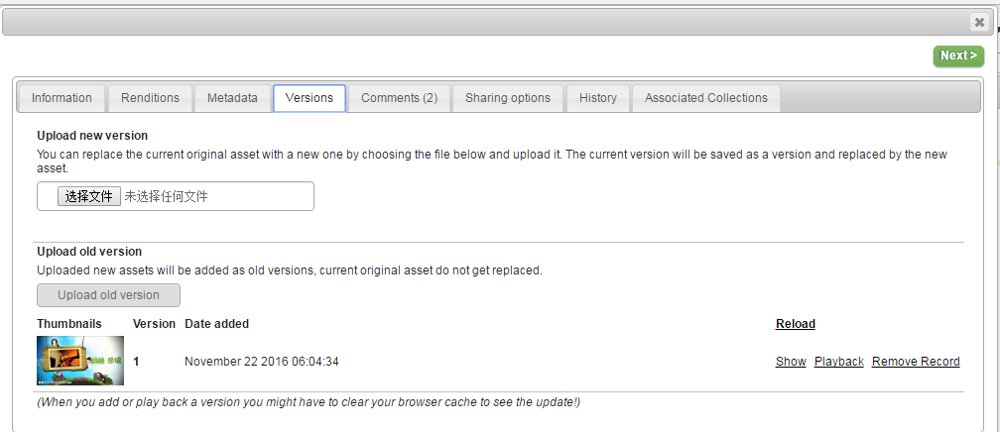 Next >
Information Renditions Metadata Versions Comments (2) Sharing options History Associated Collections
Upload new version
You can replace the current original asset with a new one by choosing the file below and upload it. The current version will be saved as a version and replaced by the new
asset.
选择文件 未选择任何文件
Upload old version
Uploaded new assets will be added as old versions, current original asset do not get replaced.
Upload old version
Thumbnails Version Date added Reload
1 November 22 2016 06:04:34 Show Playback Remove Record
(When you add or play back a version you might have to clear your browser cache to see the update!)